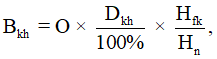 B_kh = O × D_kh / 100% × H_fk / H_n ,